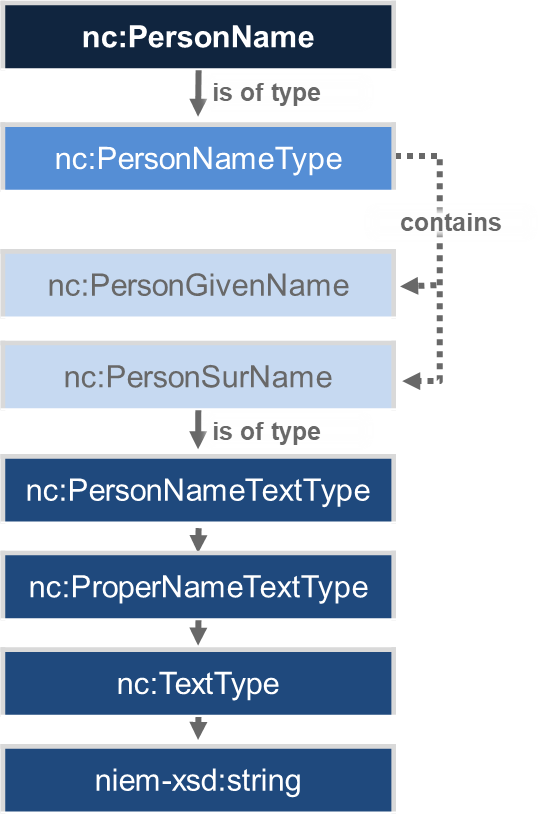 nc:PersonName
is of type
nc:PersonNameType
contains
nc:PersonGivenName
nc:PersonSurName
is of type
nc:PersonNameTextType
nc:ProperNameTextType
nc:TextType
niem-xsd:string